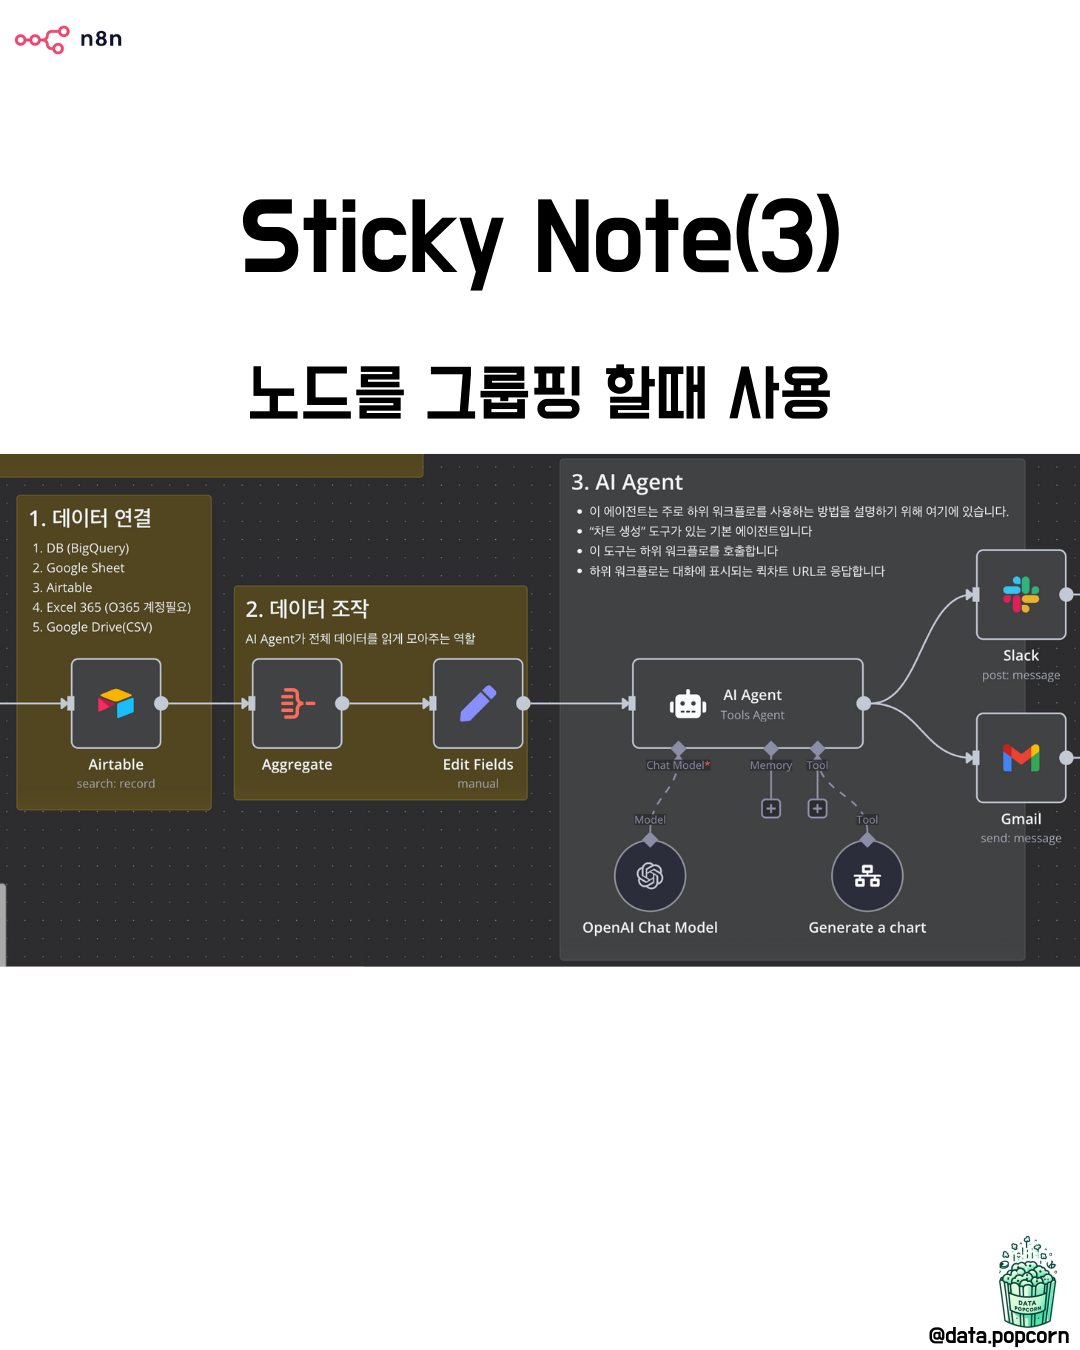 n8n
Sticky Note(3)
노드를 그룹핑 할때 사용
1. 데이터 연결
1. DB (BigQuery)
2. Google Sheet
3. Airtable
4. Excel 365 (O365 계정필요)
5. Google Drive(CSV)
Airtable
search: record
2. 데이터 조작
AI Agent가 전체 데이터를 읽게 모아주는 역할
Aggregate
Edit Fields
manual
3. AI Agent
• 이 에이전트는 주로 하위 워크플로를 사용하는 방법을 설명하기 위해 여기에 있습니다.
• “차트 생성” 도구가 있는 기본 에이전트입니다
• 이 도구는 하위 워크플로를 호출합니다
• 하위 워크플로는 대화에 표시되는 퀵차트 URL로 응답합니다
AI Agent
Tools Agent
Chat Model*
Memory
Tool
Model
Tool
OpenAI Chat Model
Generate a chart
Slack
post: message
Gmail
send: message
DATA
POPCORN
@data.popcorn